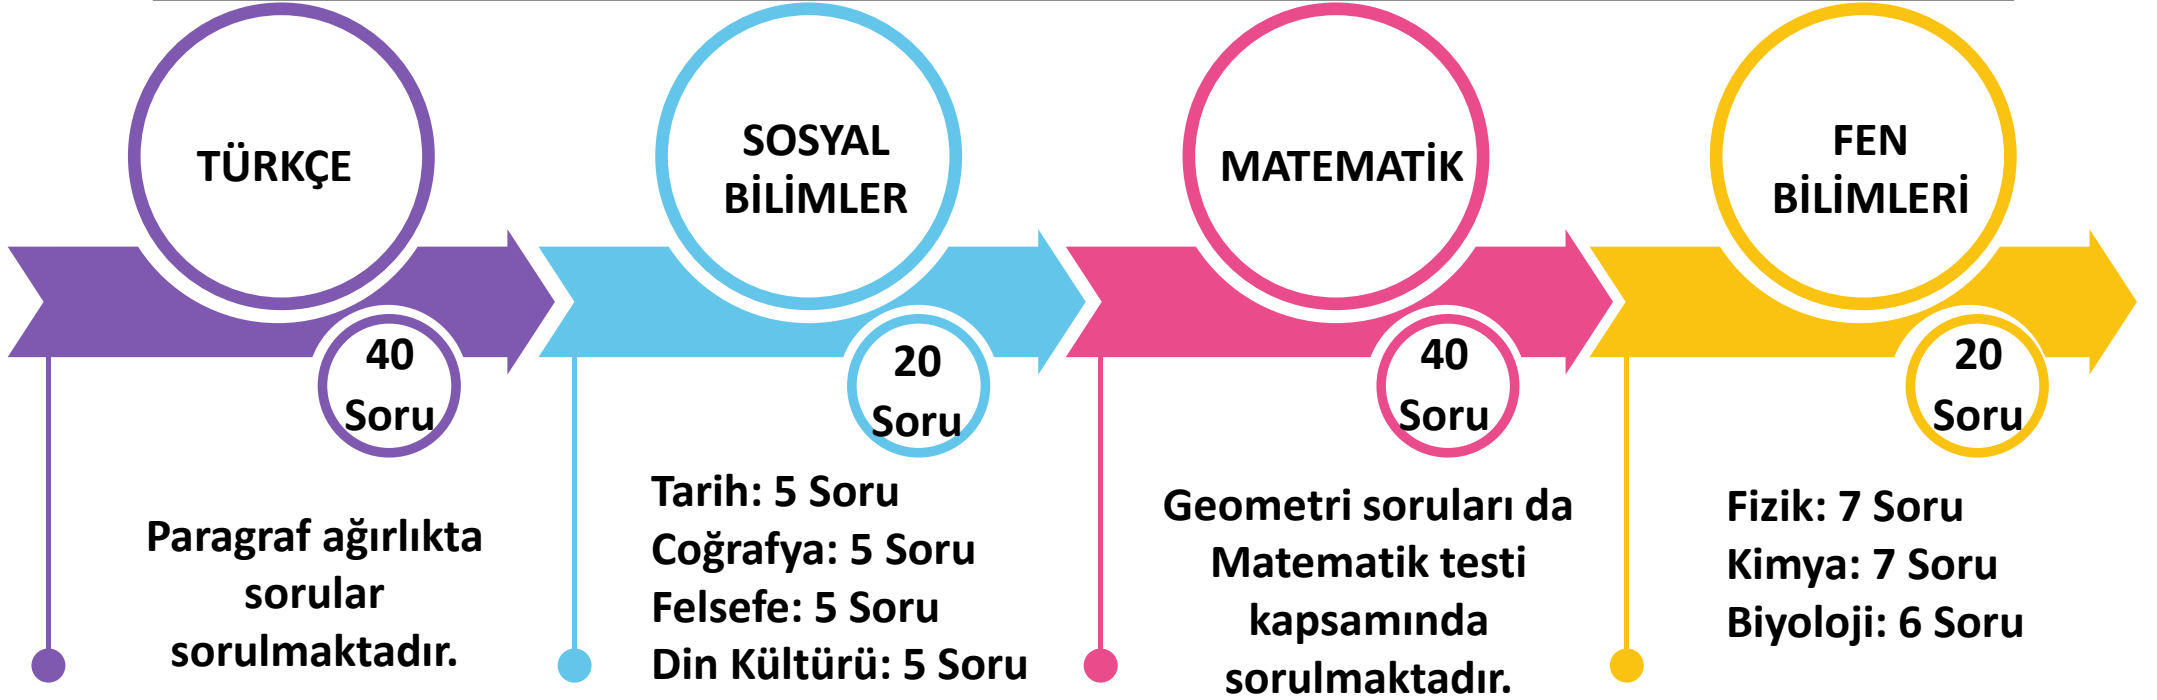 TÜRKÇE
40
Soru
Paragraf ağırlıkta
sorular
sorulmaktadır.
SOSYAL
BİLİMLER
20
Soru
Tarih: 5 Soru
Coğrafya: 5 Soru
Felsefe: 5 Soru
Din Kültürü: 5 Soru
MATEMATİK
40
Soru
Geometri soruları da
Matematik testi
kapsamında
sorulmaktadır.
FEN
BİLİMLERİ
20
Soru
Fizik: 7 Soru
Kimya: 7 Soru
Biyoloji: 6 Soru